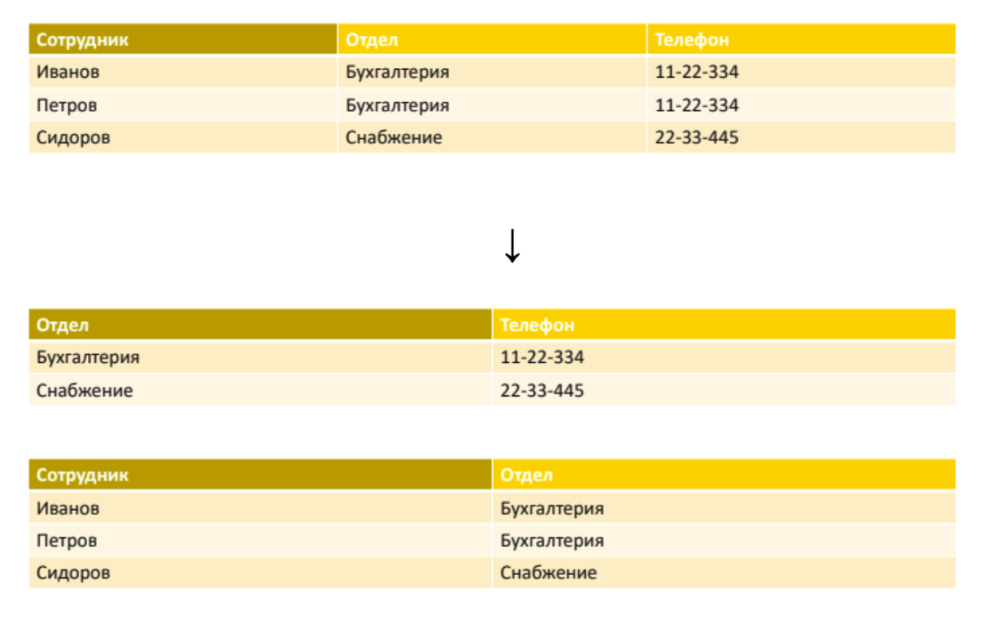 Сотрудник Отдел Телефон
Иванов Бухгалтерия 11-22-334
Петров Бухгалтерия 11-22-334
Сидоров Снабжение 22-33-445
↓
Отдел Телефон
Бухгалтерия 11-22-334
Снабжение 22-33-445
Сотрудник Отдел
Иванов Бухгалтерия
Петров Бухгалтерия
Сидоров Снабжение